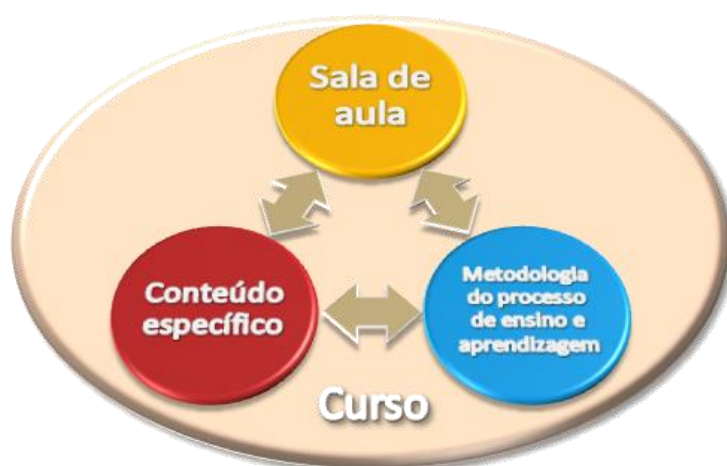 Sala de
aula
Conteúdo
específico
Metodologia
do processo
de ensino e
aprendizagem
Curso